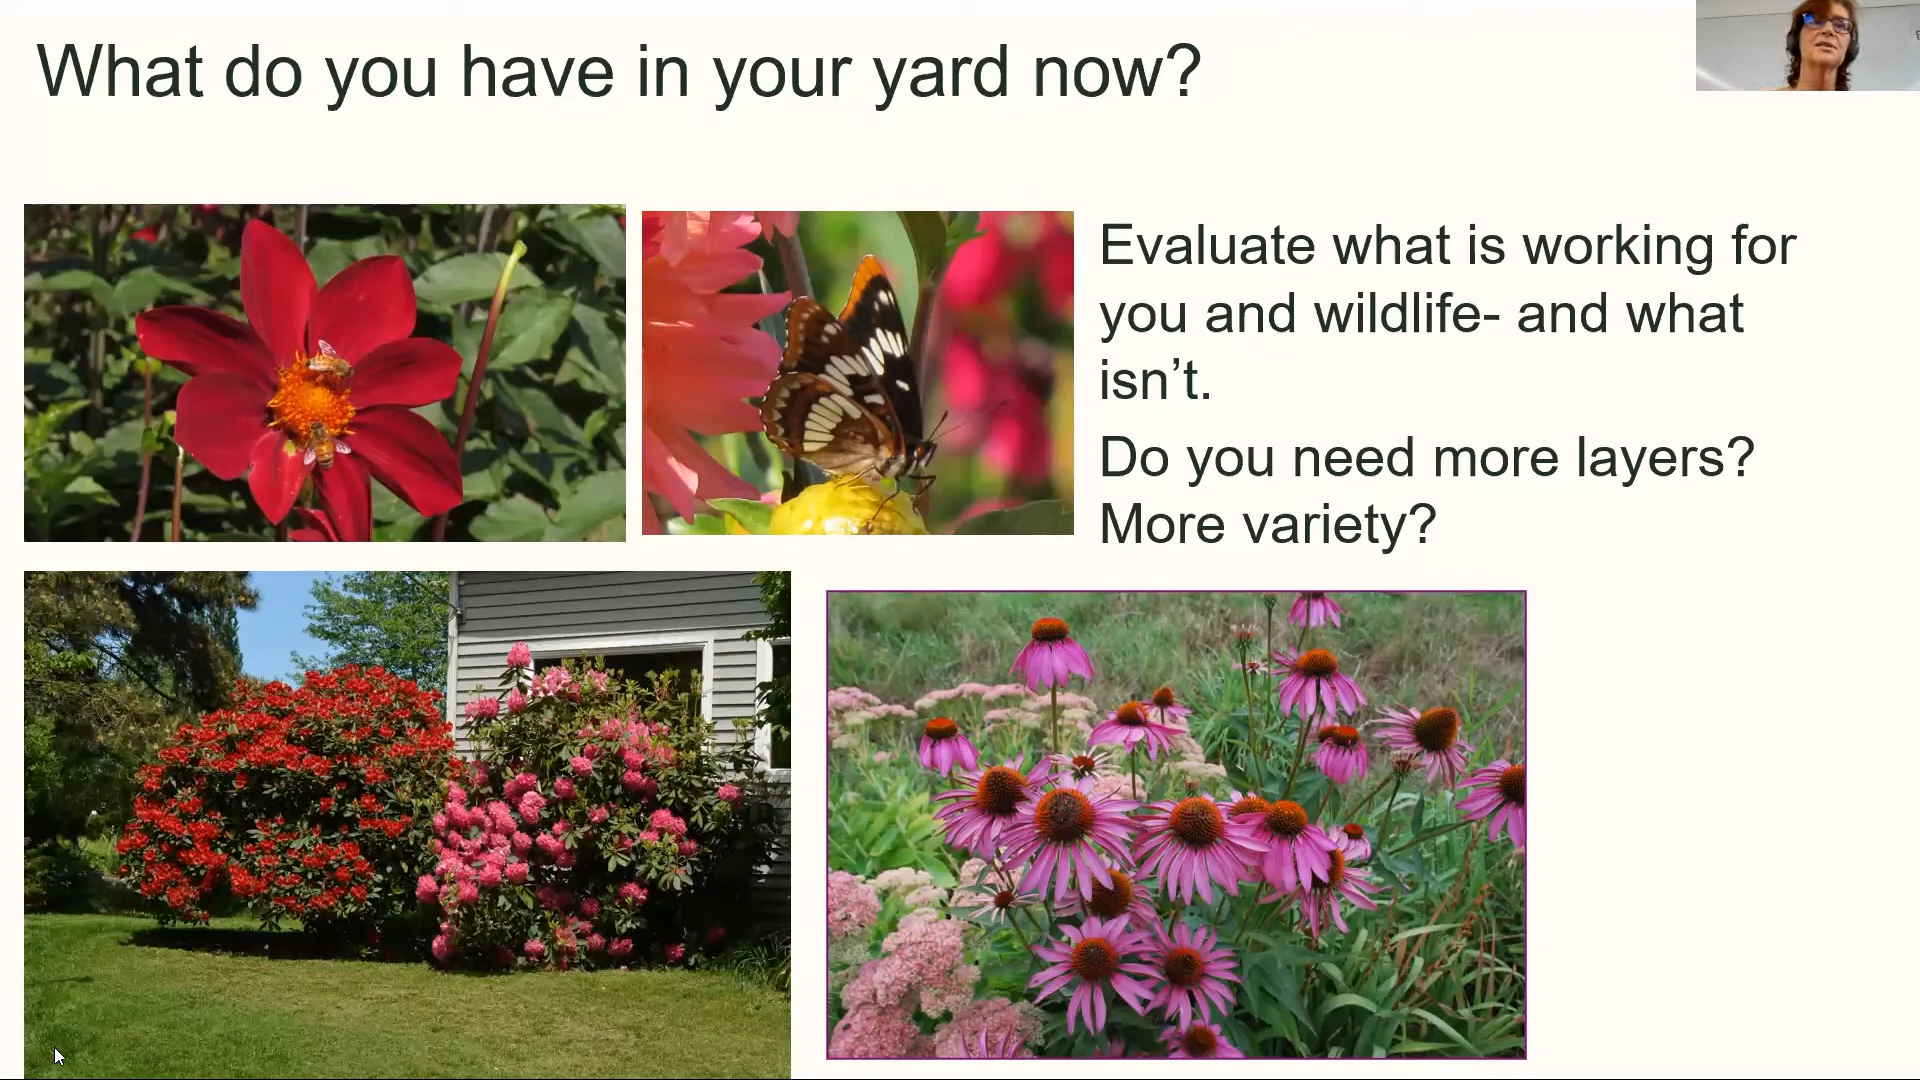 What do you have in your yard now?
Evaluate what is working for
you and wildlife- and what
isn’t.
Do you need more layers?
More variety?